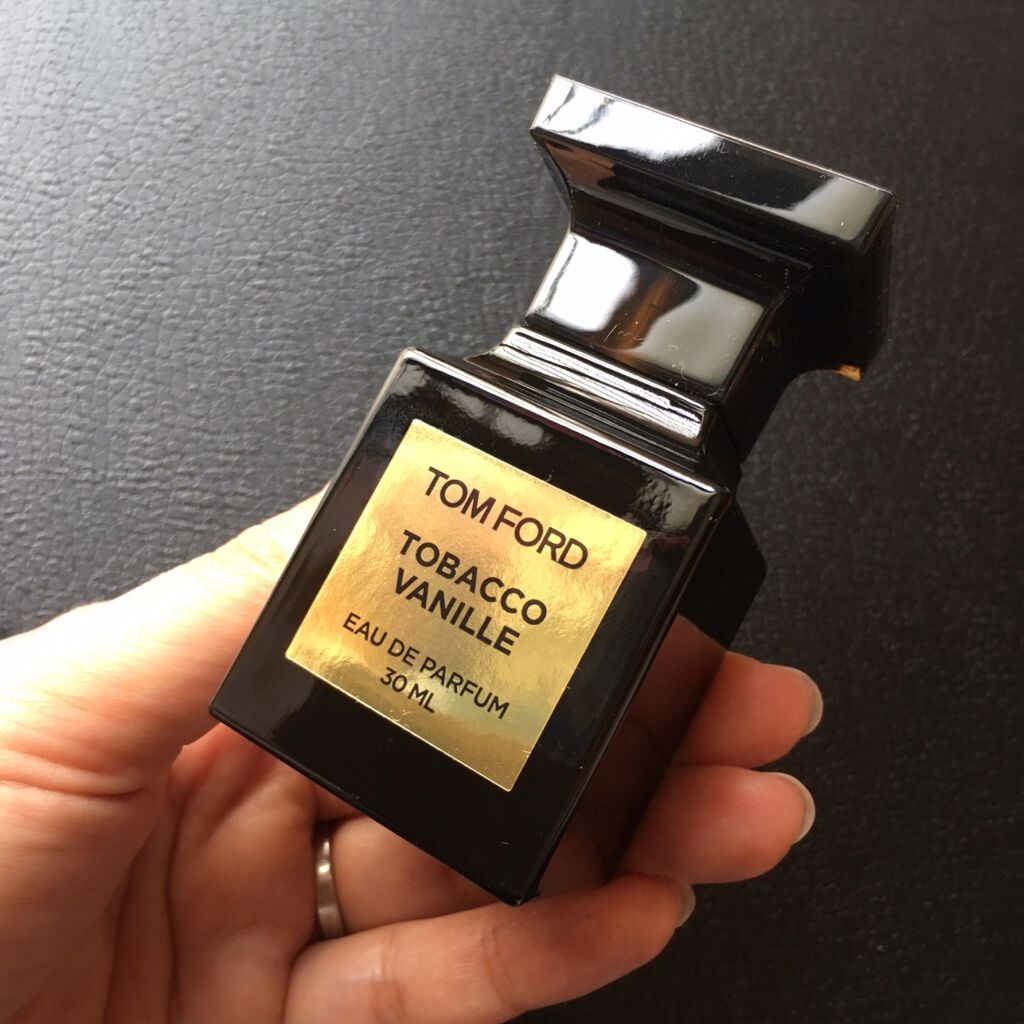 TOM FORD
TOBACCO
VANILLE
EAU DE PARFUM
30 ML